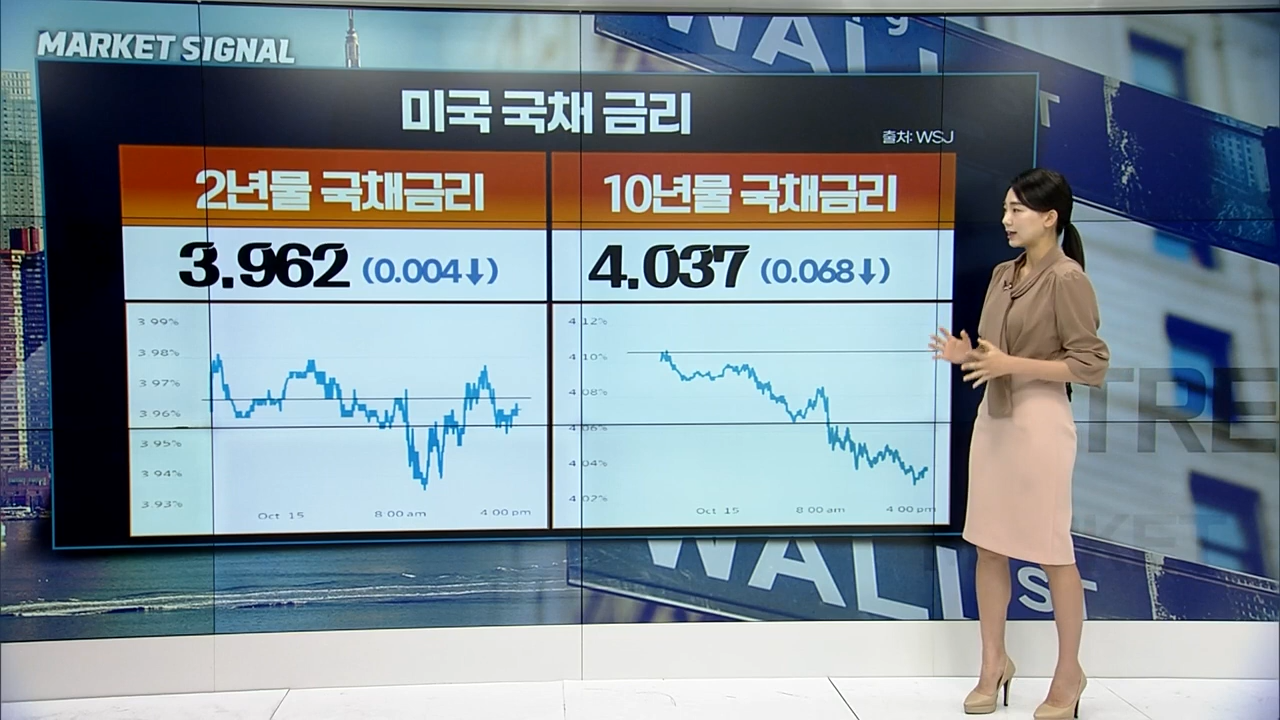 MARKET SIGNAL
WALL
미국 국채 금리
출처: WSJ
2년물 국채금리
10년물 국채금리
3.962 (0.004↓)
4.037 (0.068↓)
3.99%
3.98%
3.97%
3.96%
3.95%
3.94%
3.93%
Oct 15
8:00 am
4:00 pm
4.12%
4.10%
4.08%
4.06%
4.04%
4.02%
Oct 15
8:00 am
4:00 pm
TRE
KET
WALL ST